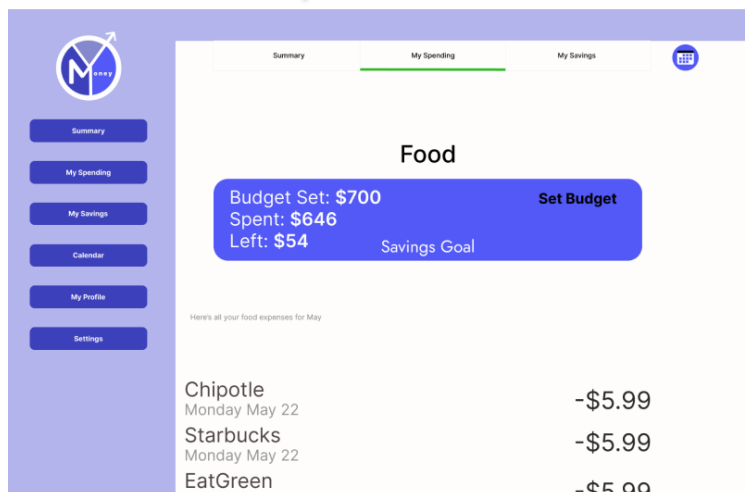 Money
Summary
My Spending
My Savings
Summary
My Spending
My Savings
Calendar
My Profile
Settings
Food
Budget Set: $700
Set Budget
Spent: $646
Left: $54
Savings Goal
Here's all your food expenses for May
Chipotle
Monday May 22
-$5.99
Starbucks
Monday May 22
-$5.99
EatGreen
-$5.99